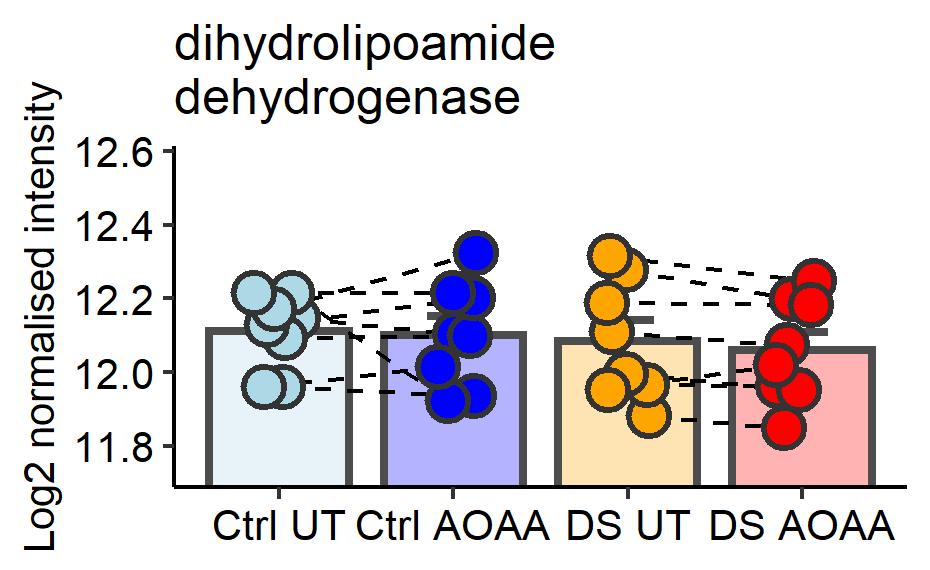 dihydrolipoamide
dehydrogenase
Log2 normalised intensity
12.6
12.4
12.2
12.0
11.8
Ctrl UT Ctrl AOAA DS UT DS AOAA